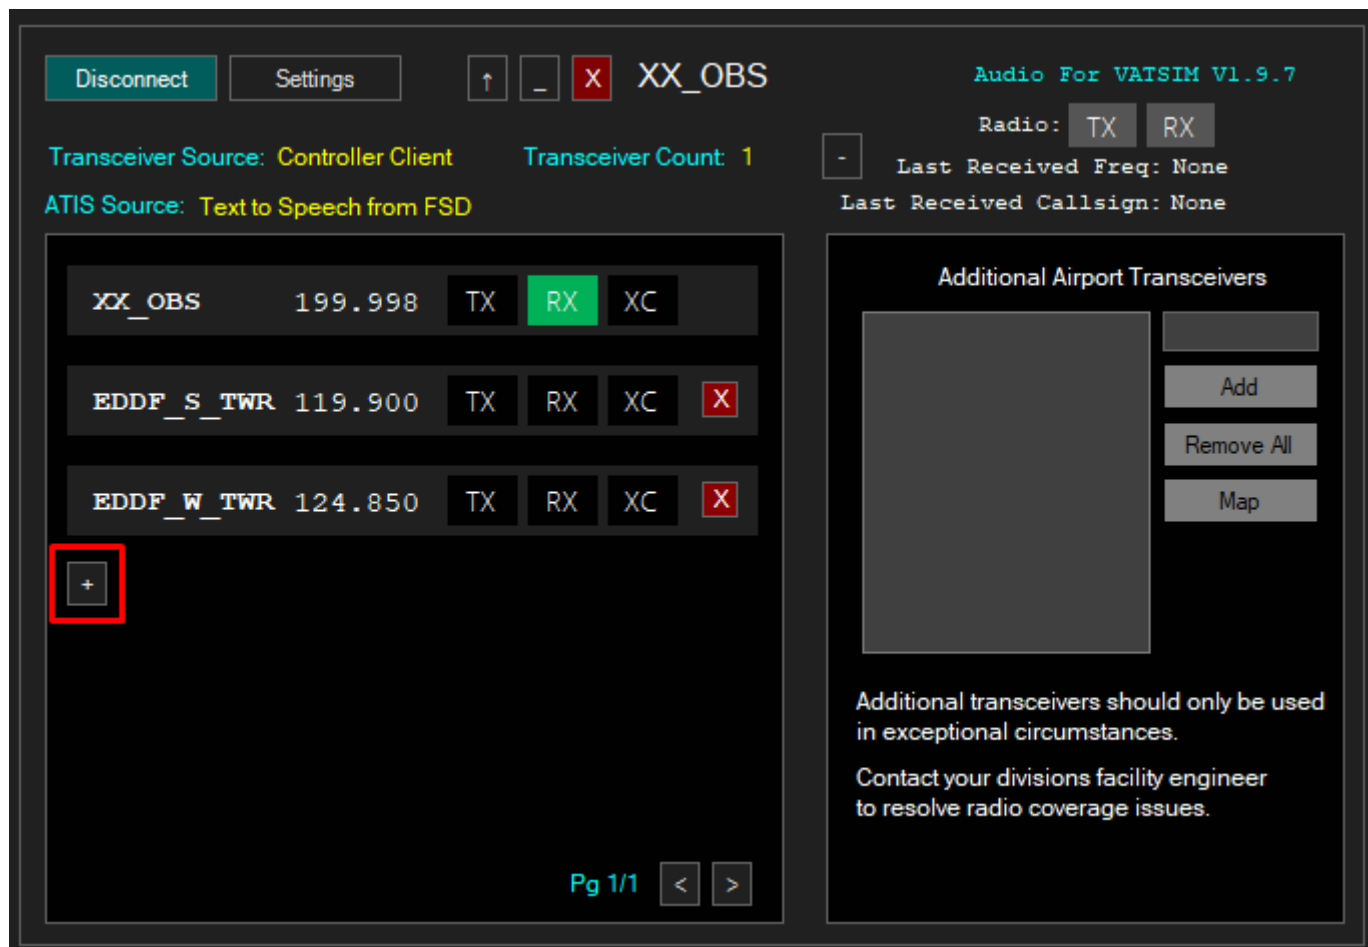 Disconnect Settings ↑ _ X XX_OBS
Audio For VATSIM V1.9.7
Radio: TX RX
Transceiver Source: Controller Client Transceiver Count: 1 -
Last Received Freq: None
ATIS Source: Text to Speech from FSD
Last Received Callsign: None
XX_OBS 199.998 TX RX XC
EDDF_S_TWR 119.900 TX RX XC X
EDDF_W_TWR 124.850 TX RX XC X
+
Pg 1/1 < >
Additional Airport Transceivers
Add
Remove All
Map
Additional transceivers should only be used
in exceptional circumstances.
Contact your divisions facility engineer
to resolve radio coverage issues.